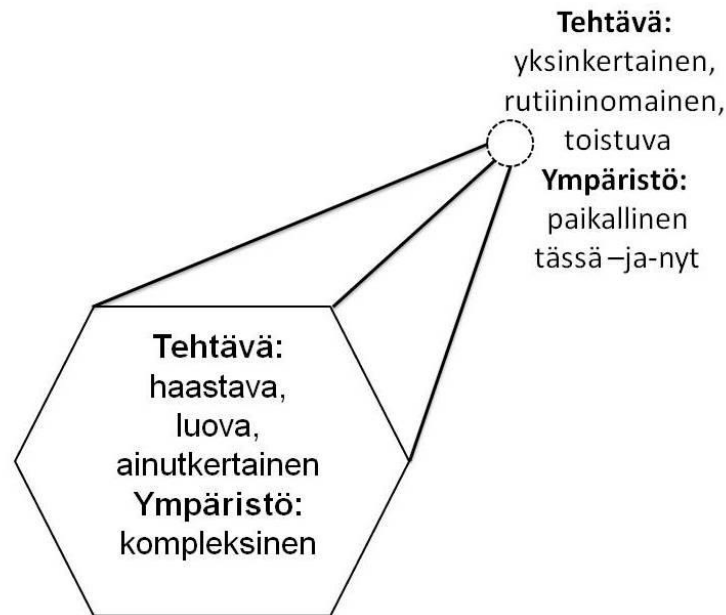 Tehtävä:
yksinkertainen,
rutiininomainen,
toistuva
Ympäristö:
paikallinen
tässä –ja-nyt
Tehtävä:
haastava,
luova,
ainutkertainen
Ympäristö:
kompleksinen